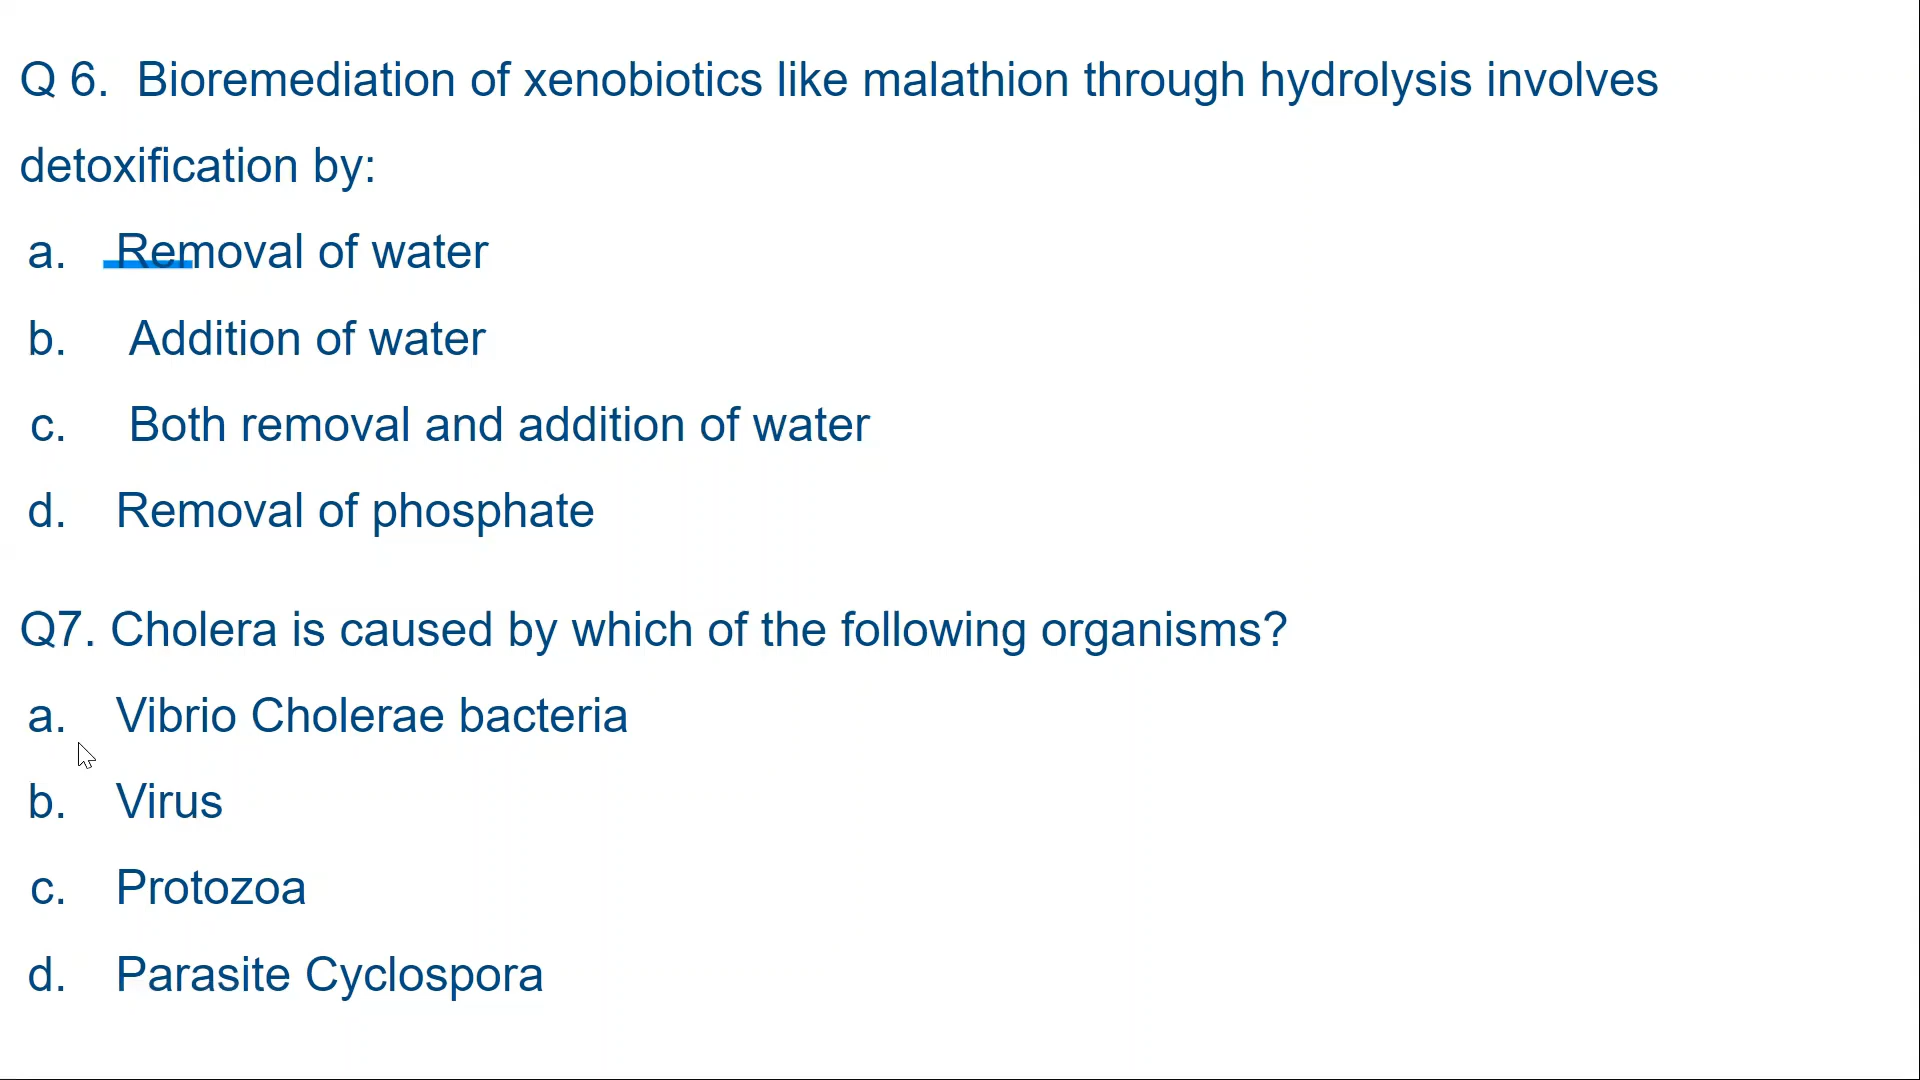 Q 6. Bioremediation of xenobiotics like malathion through hydrolysis involves
detoxification by:
a. Removal of water
b. Addition of water
c. Both removal and addition of water
d. Removal of phosphate
Q7. Cholera is caused by which of the following organisms?
a. Vibrio Cholerae bacteria
b. Virus
c. Protozoa
d. Parasite Cyclospora